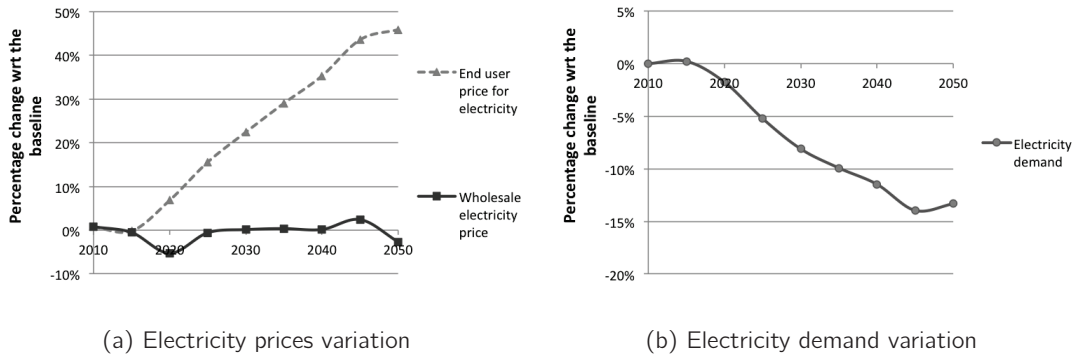 Percentage change wrt the
baseline
50%
40%
30%
20%
10%
0%
-10%
2010
2020
2030
2040
2050
End user
price for
electricity
Wholesale
electricity
price
(a) Electricity prices variation
Percentage change wrt the
baseline
5%
0%
-5%
-10%
-15%
-20%
2010
2020
2030
2040
2050
Electricity
demand
(b) Electricity demand variation